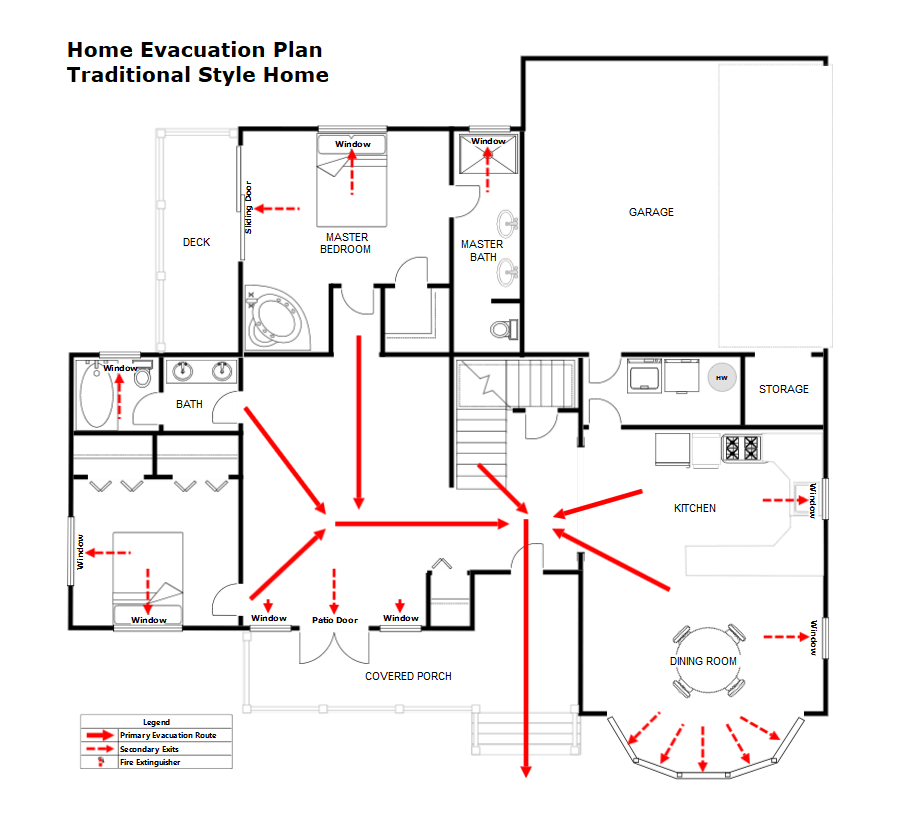 Home Evacuation Plan
Traditional Style Home
Window
Window
Sliding Door
GARAGE
DECK
MASTER
BEDROOM
MASTER
BATH
Window
HW
STORAGE
BATH
KITCHEN
Window
Window
Window
Window
Patio Door
Window
Window
DINING ROOM
COVERED PORCH
Legend
Primary Evacuation Route
Secondary Exits
Fire Extinguisher